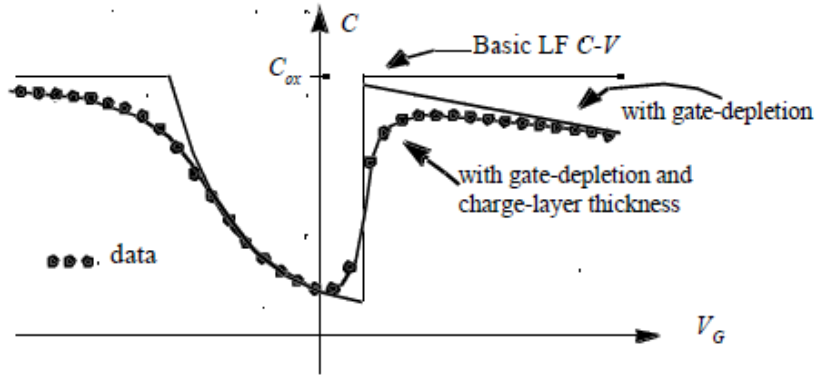 C
Basic LF C-V
Cox
with gate-depletion
with gate-depletion and
charge-layer thickness
data
VG